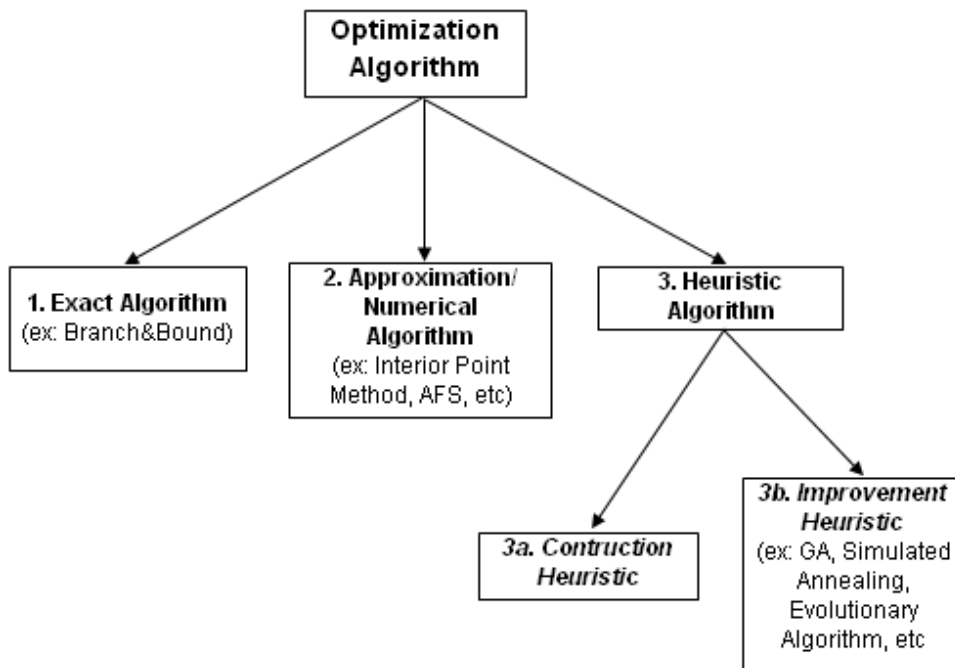 Optimization
Algorithm
1. Exact Algorithm
(ex: Branch&Bound)
2. Approximation/
Numerical
Algorithm
(ex: Interior Point
Method, AFS, etc)
3. Heuristic
Algorithm
3a. Contruction
Heuristic
3b. Improvement
Heuristic
(ex: GA, Simulated
Annealing,
Evolutionary
Algorithm, etc